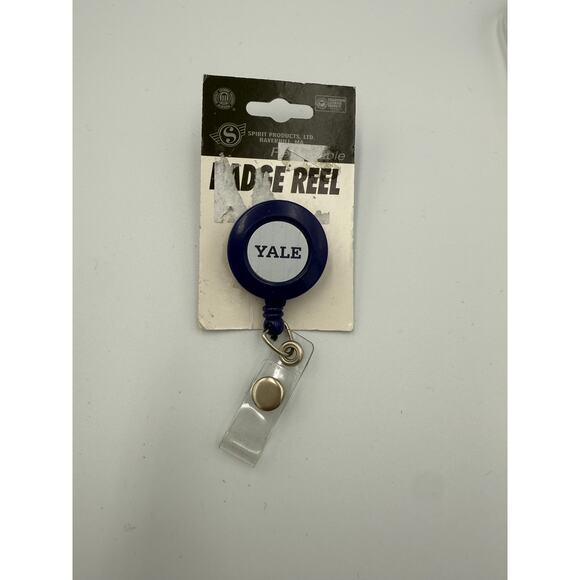 S
SPIRIT PRODUCTS, LTD.
HAVERHILL, MA
BADGE REEL
YALE